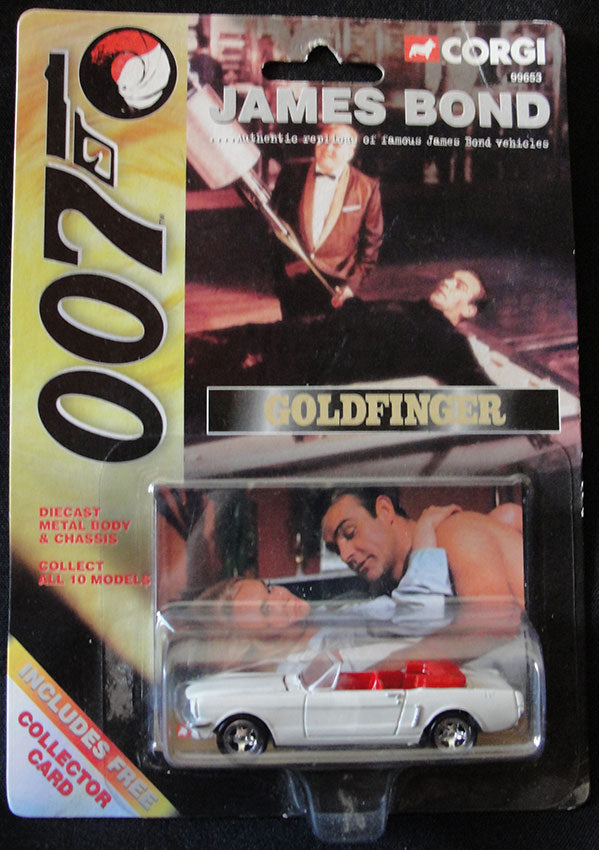 007
TM
CORGI
99653
JAMES BOND
....Authentic replicas of famous James Bond vehicles
GOLDFINGER
DIECAST
METAL BODY
& CHASSIS
COLLECT
ALL 10 MODELS
INCLUDES FREE
COLLECTOR
CARD